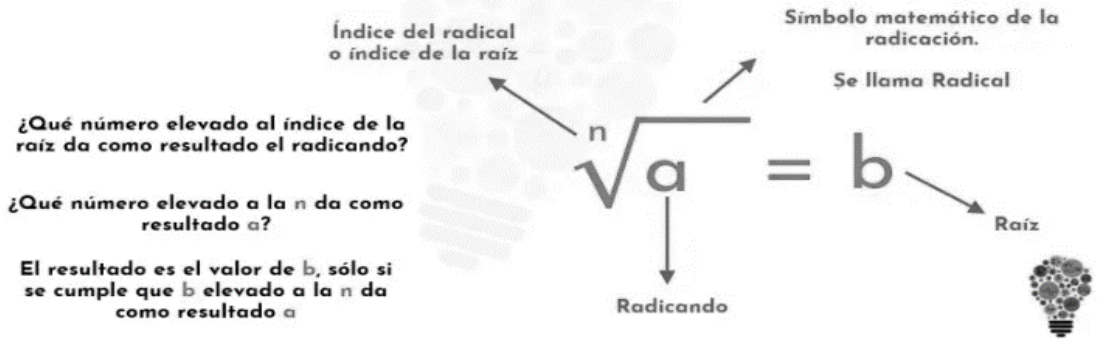 Índice del radical
o índice de la raíz
Símbolo matemático de la
radicación.
Se llama Radical
¿Qué número elevado al índice de la
raíz da como resultado el radicando?
¿Qué número elevado a la n da como
resultado a?
El resultado es el valor de b, sólo si
se cumple que b elevado a la n da
como resultado a
n√a = b
Raíz
Radicando